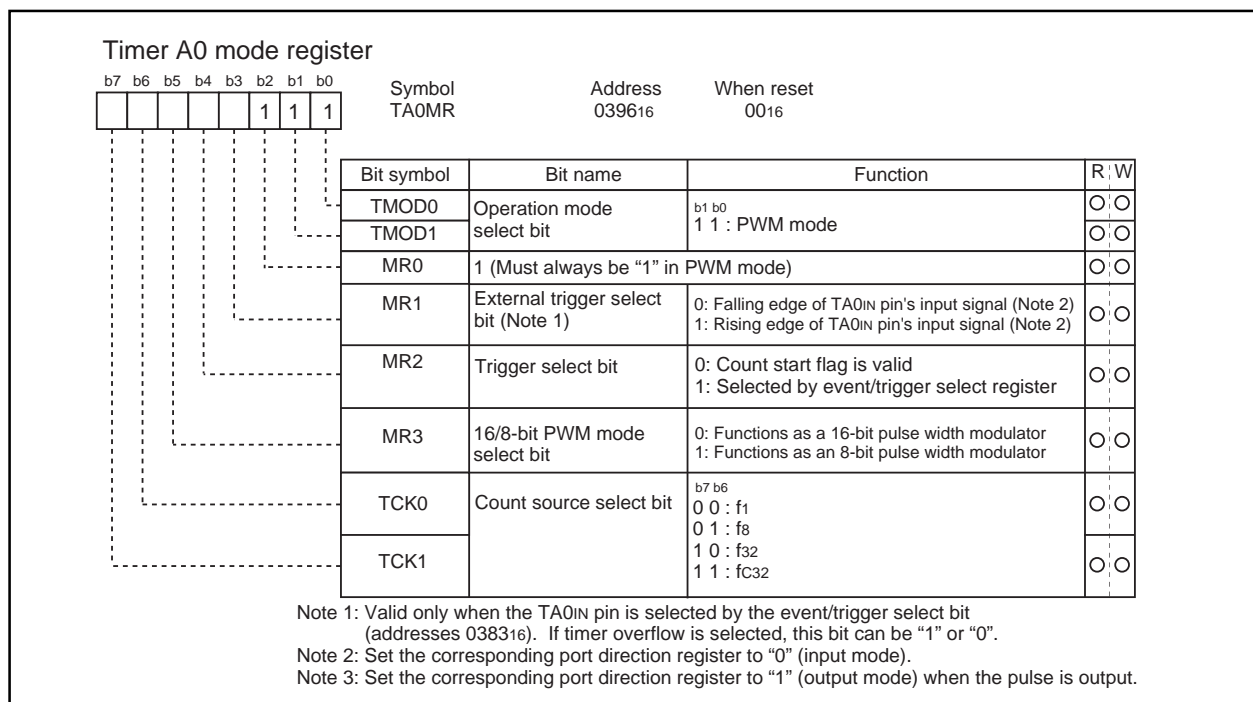 Timer A0 mode register
b7 b6 b5 b4 b3 b2 b1 b0
1 1 1
Symbol Address When reset
TA0MR 039616 0016
Bit symbol Bit name Function R W
TMOD0 Operation mode select bit b1 b0
TMOD1 1 1 : PWM mode
MR0 1 (Must always be “1” in PWM mode)
MR1 External trigger select bit (Note 1) 0: Falling edge of TA0IN pin's input signal (Note 2)
1: Rising edge of TA0IN pin's input signal (Note 2)
MR2 Trigger select bit 0: Count start flag is valid
1: Selected by event/trigger select register
MR3 16/8-bit PWM mode select bit 0: Functions as a 16-bit pulse width modulator
1: Functions as an 8-bit pulse width modulator
TCK0 Count source select bit b7 b6
0 0 : f1
0 1 : f8
TCK1 1 0 : f32
1 1 : fC32
Note 1: Valid only when the TA0IN pin is selected by the event/trigger select bit
(addresses 038316). If timer overflow is selected, this bit can be “1” or “0”.
Note 2: Set the corresponding port direction register to “0” (input mode).
Note 3: Set the corresponding port direction register to “1” (output mode) when the pulse is output.